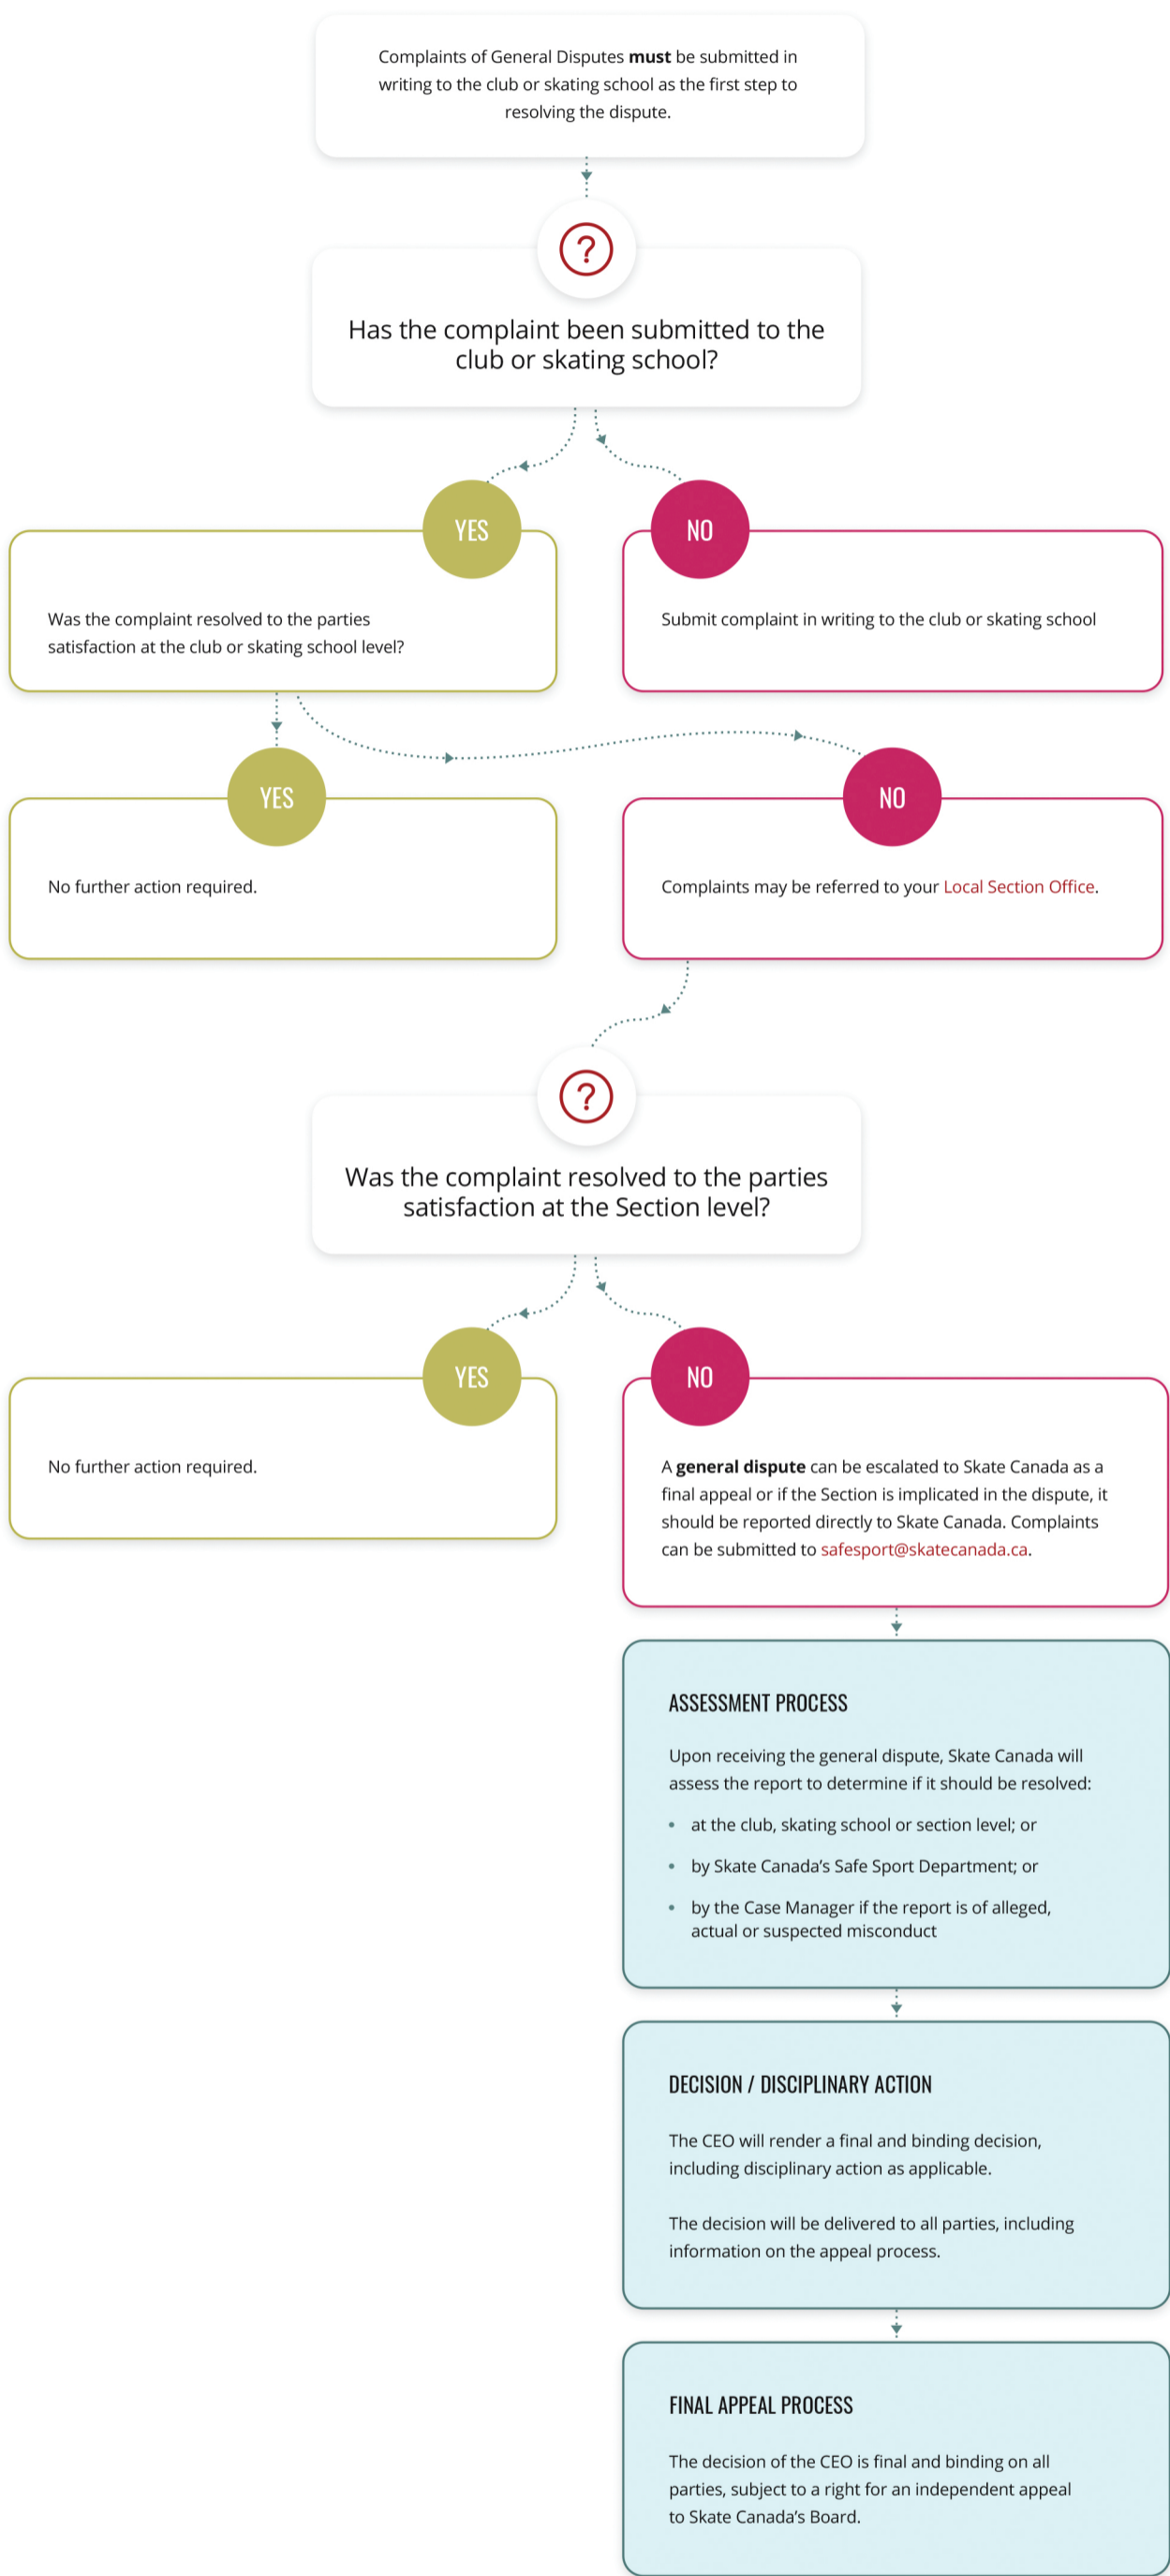 Complaints of General Disputes must be submitted in
writing to the club or skating school as the first step to
resolving the dispute.
?
Has the complaint been submitted to the
club or skating school?
YES
Was the complaint resolved to the parties
satisfaction at the club or skating school level?
NO
Submit complaint in writing to the club or skating school
YES
No further action required.
NO
Complaints may be referred to your Local Section Office.
?
Was the complaint resolved to the parties
satisfaction at the Section level?
YES
No further action required.
NO
A general dispute can be escalated to Skate Canada as a
final appeal or if the Section is implicated in the dispute, it
should be reported directly to Skate Canada. Complaints
can be submitted to safesport@skatecanada.ca.
ASSESSMENT PROCESS
Upon receiving the general dispute, Skate Canada will
assess the report to determine if it should be resolved:
• at the club, skating school or section level; or
• by Skate Canada’s Safe Sport Department; or
• by the Case Manager if the report is of alleged,
actual or suspected misconduct
DECISION / DISCIPLINARY ACTION
The CEO will render a final and binding decision,
including disciplinary action as applicable.
The decision will be delivered to all parties, including
information on the appeal process.
FINAL APPEAL PROCESS
The decision of the CEO is final and binding on all
parties, subject to a right for an independent appeal
to Skate Canada’s Board.